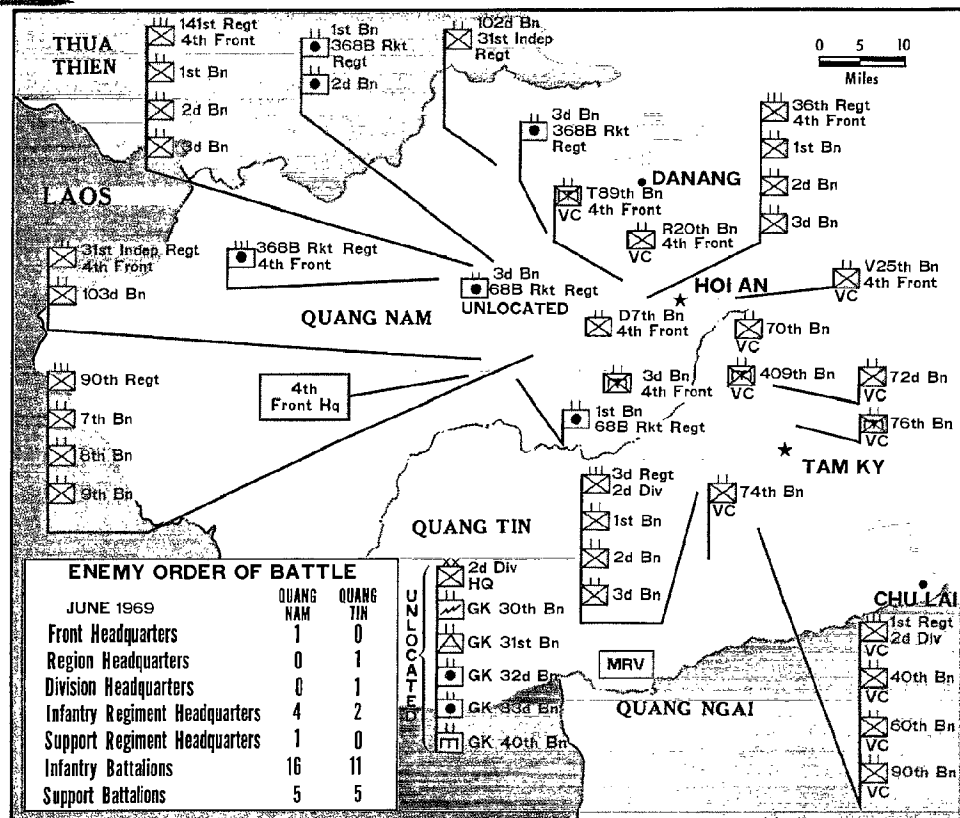 THUA
THIEN
141st Regt
4th Front
1st Bn
2d Bn
3d Bn
1st Bn
368B Rkt
Regt
2d Bn
102d Bn
31st Indep
Regt
0 5 10
Miles
3d Bn
368B Rkt
Regt
36th Regt
4th Front
1st Bn
2d Bn
3d Bn
DANANG
T89th Bn
VC 4th Front
R20th Bn
4th Front
VC
LAOS
31st Indep Regt
4th Front
103d Bn
368B Rkt Regt
4th Front
3d Bn
68B Rkt Regt
UNLOCATED
V25th Bn
4th Front
VC
HOI AN
QUANG NAM
D7th Bn
4th Front
70th Bn
VC
90th Regt
7th Bn
8th Bn
9th Bn
4th
Front Hq
3d Bn
4th Front
409th Bn
VC
72d Bn
VC
1st Bn
68B Rkt Regt
76th Bn
VC
TAM KY
3d Regt
2d Div
1st Bn
2d Bn
3d Bn
74th Bn
VC
QUANG TIN
UNLOCATED
2d Div
HQ
GK 30th Bn
GK 31st Bn
GK 32d Bn
GK 33d Bn
GK 40th Bn
CHU LAI
1st Regt
2d Div
VC
40th Bn
VC
60th Bn
VC
90th Bn
VC
MRV
QUANG NGAI
ENEMY ORDER OF BATTLE
JUNE 1969
QUANG NAM QUANG TIN
Front Headquarters 1 0
Region Headquarters 0 1
Division Headquarters 0 1
Infantry Regiment Headquarters 4 2
Support Regiment Headquarters 1 0
Infantry Battalions 16 11
Support Battalions 5 5